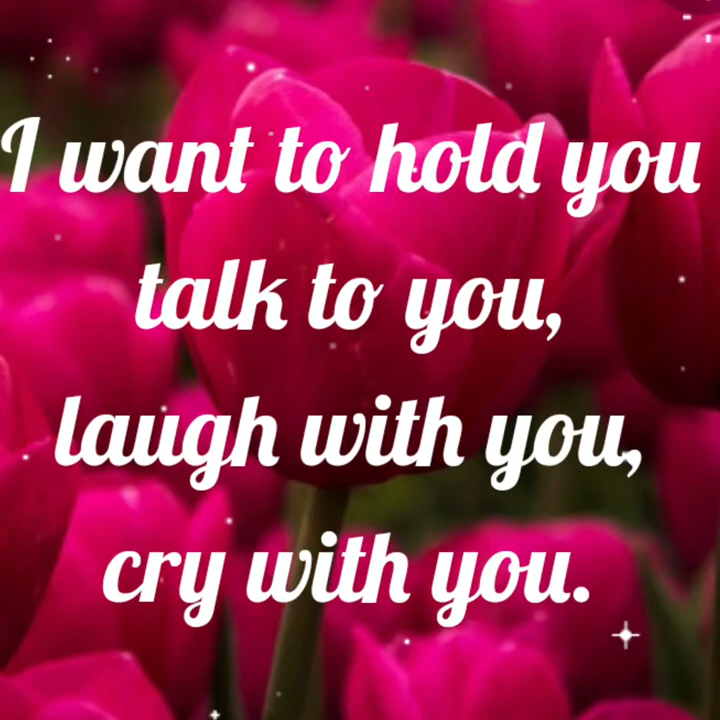 I want to hold you
talk to you,
laugh with you,
cry with you.